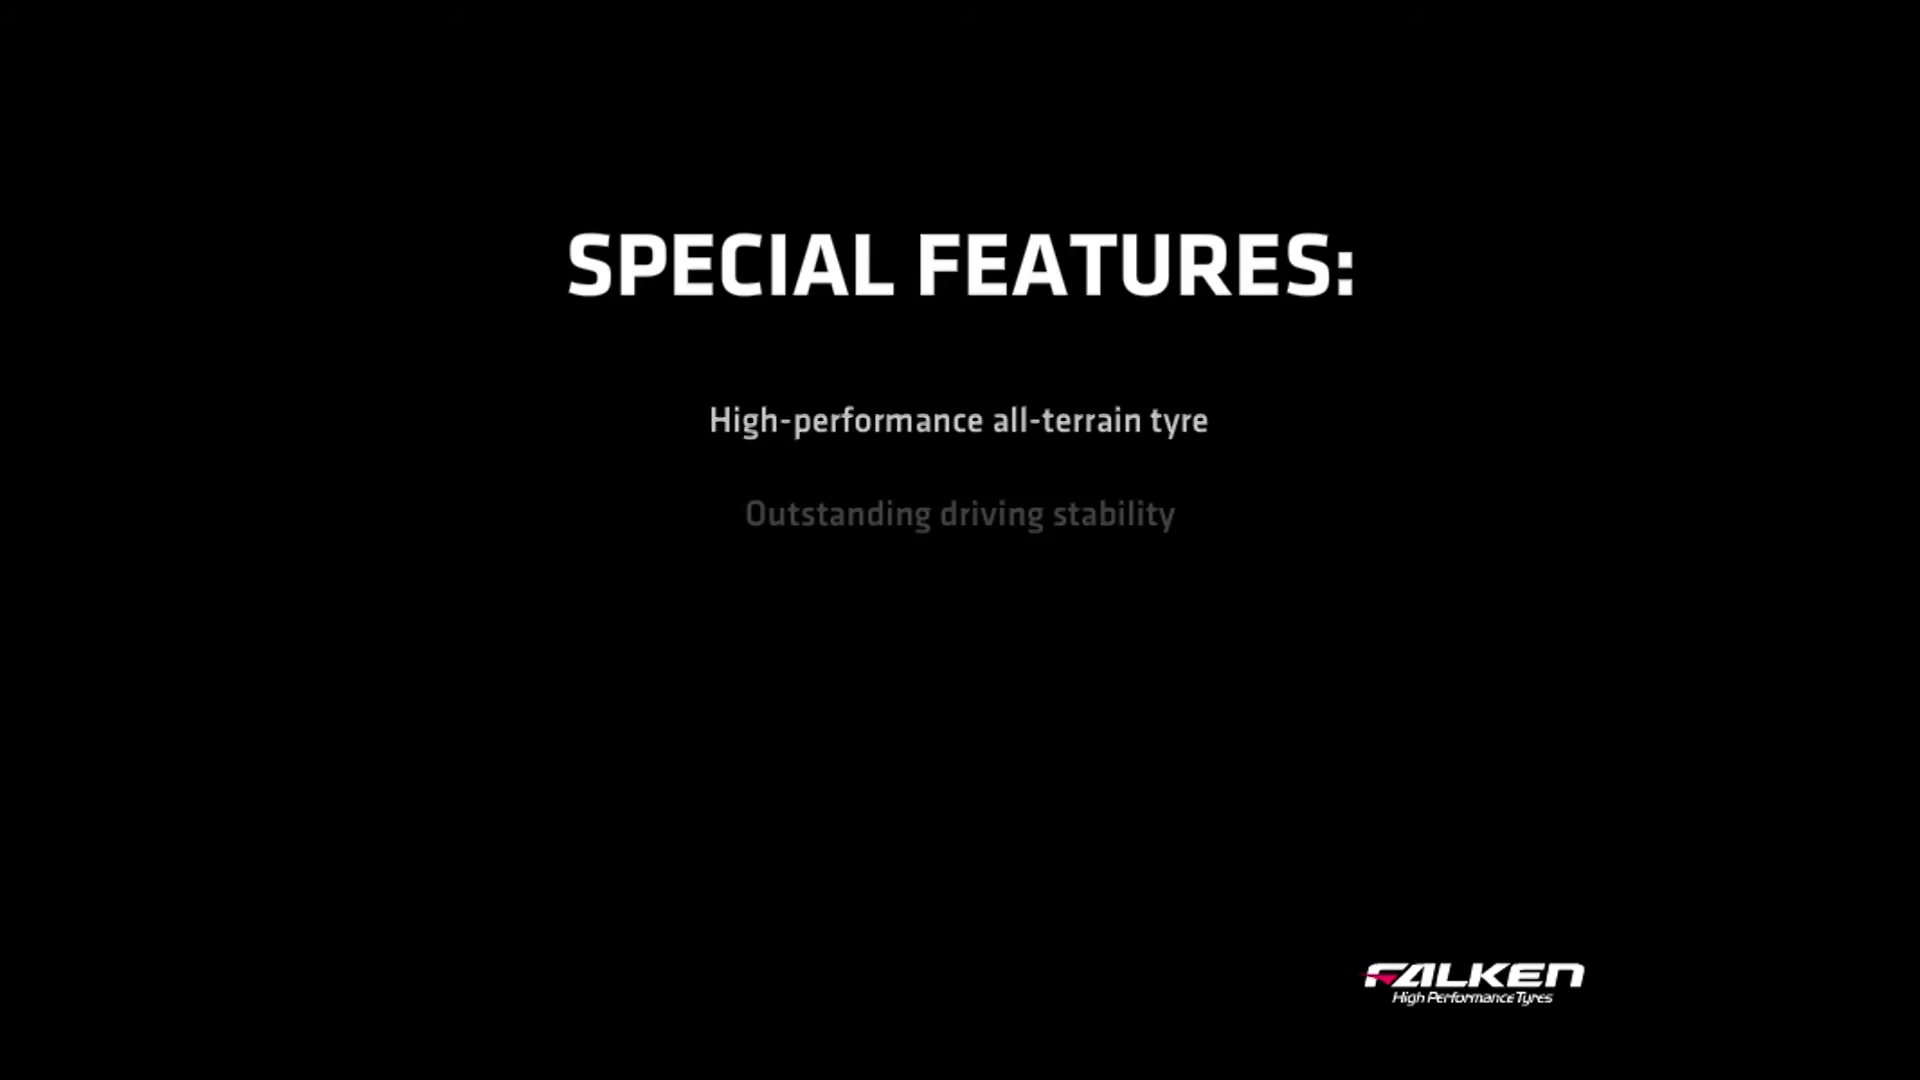 SPECIAL FEATURES:
High-performance all-terrain tyre
Outstanding driving stability
FALKEN
High Performance Tyres